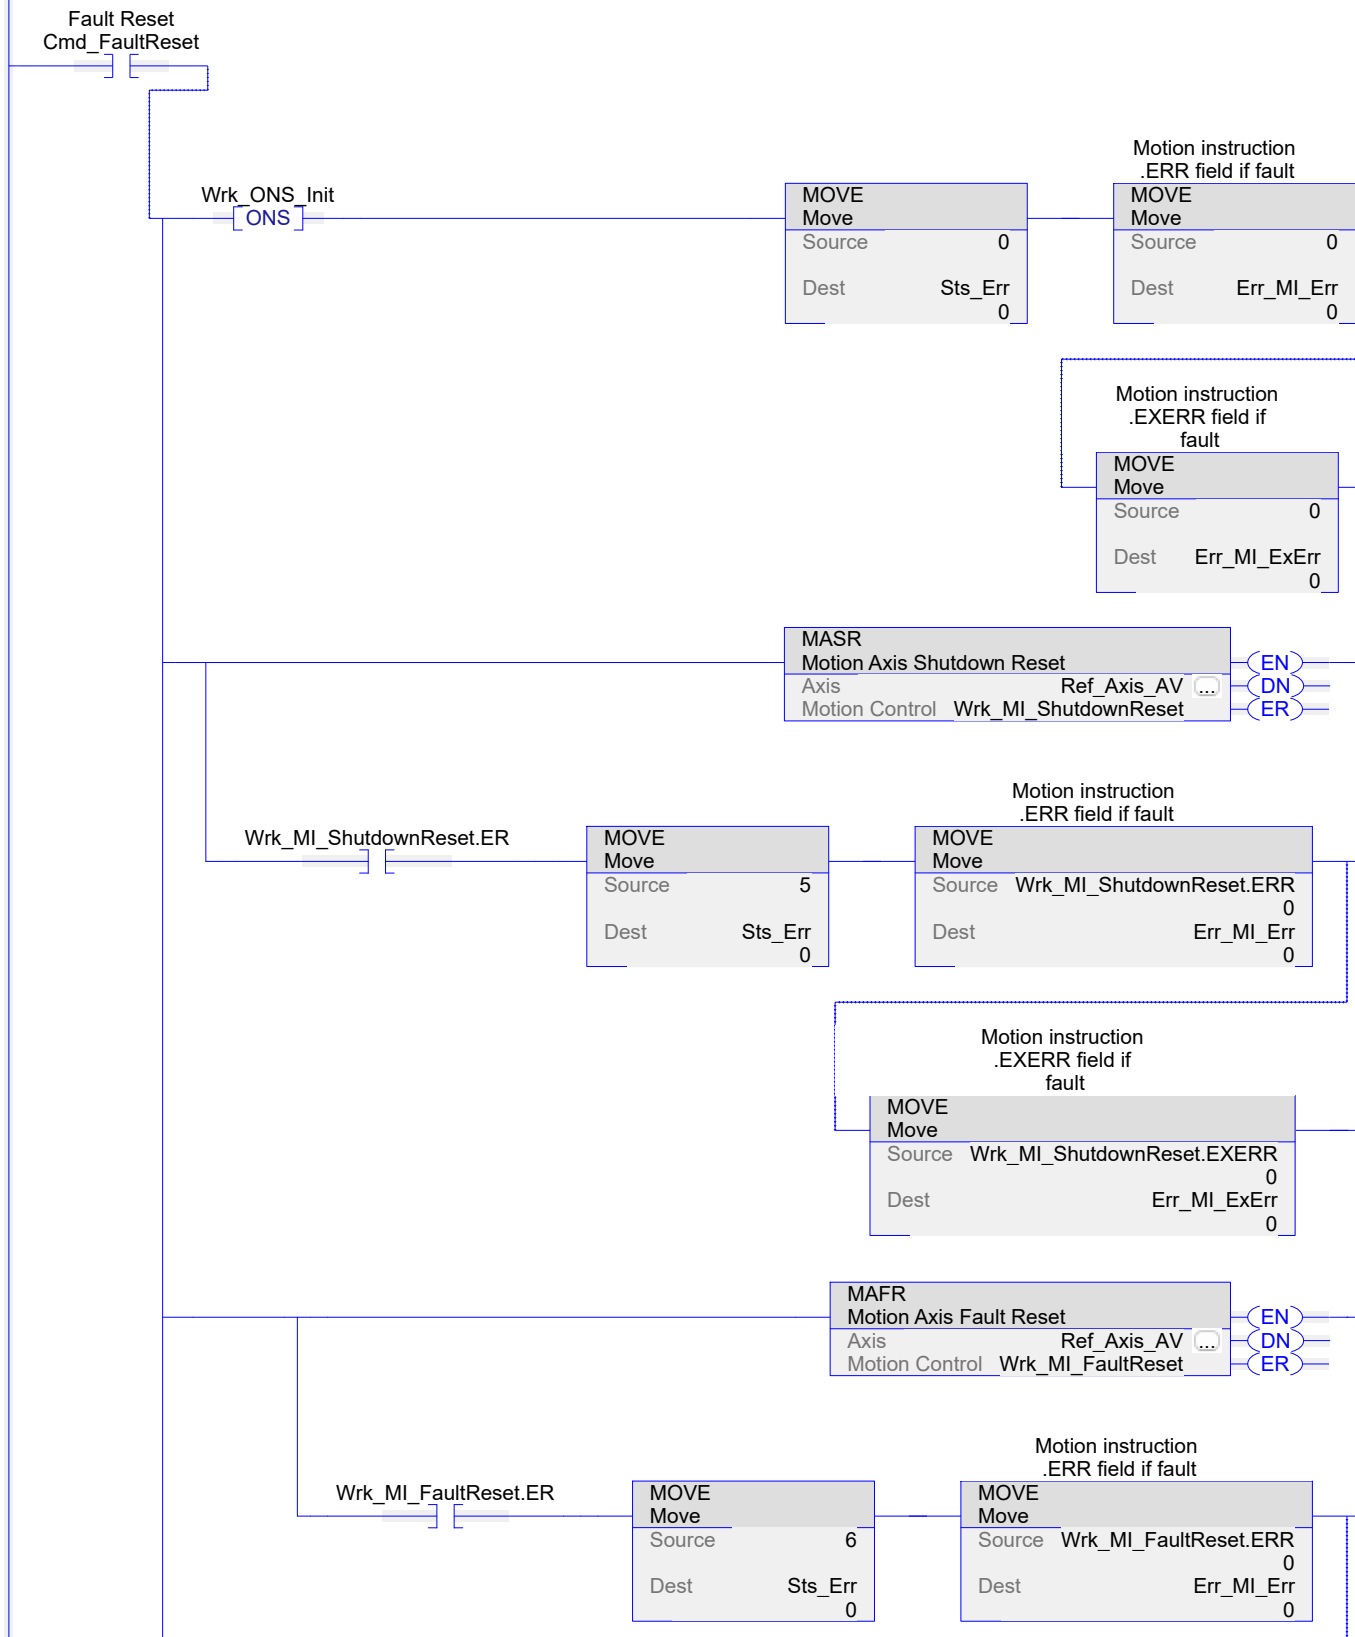 Fault Reset
Cmd_FaultReset
Wrk_ONS_Init
ONS
MOVE
Move
Source 0
Dest Sts_Err
0
Motion instruction
.ERR field if fault
MOVE
Move
Source 0
Dest Err_MI_Err
0
Motion instruction
.EXERR field if
fault
MOVE
Move
Source 0
Dest Err_MI_ExErr
0
MASR
Motion Axis Shutdown Reset
Axis Ref_Axis_AV ...
Motion Control Wrk_MI_ShutdownReset
EN
DN
ER
Wrk_MI_ShutdownReset.ER
MOVE
Move
Source 5
Dest Sts_Err
0
Motion instruction
.ERR field if fault
MOVE
Move
Source Wrk_MI_ShutdownReset.ERR
0
Dest Err_MI_Err
0
Motion instruction
.EXERR field if
fault
MOVE
Move
Source Wrk_MI_ShutdownReset.EXERR
0
Dest Err_MI_ExErr
0
MAFR
Motion Axis Fault Reset
Axis Ref_Axis_AV ...
Motion Control Wrk_MI_FaultReset
EN
DN
ER
Wrk_MI_FaultReset.ER
MOVE
Move
Source 6
Dest Sts_Err
0
Motion instruction
.ERR field if fault
MOVE
Move
Source Wrk_MI_FaultReset.ERR
0
Dest Err_MI_Err
0